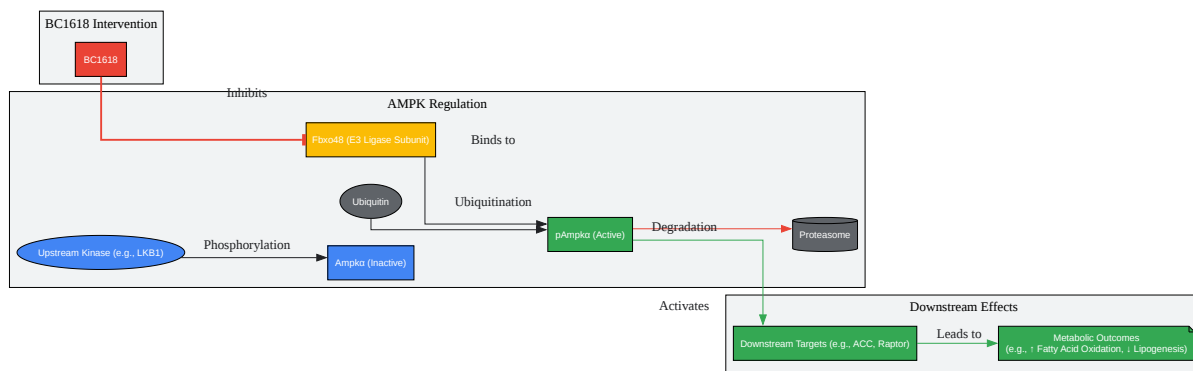 BC1618 Intervention
BC1618
Inhibits
AMPK Regulation
Fbxo48 (E3 Ligase Subunit)
Binds to
Ubiquitin
Ubiquitination
pAmpkα (Active)
Degradation
Proteasome
Upstream Kinase (e.g., LKB1)
Phosphorylation
Ampkα (Inactive)
Activates
Downstream Effects
Downstream Targets (e.g., ACC, Raptor)
Leads to
Metabolic Outcomes
(e.g., ↑ Fatty Acid Oxidation, ↓ Lipogenesis)